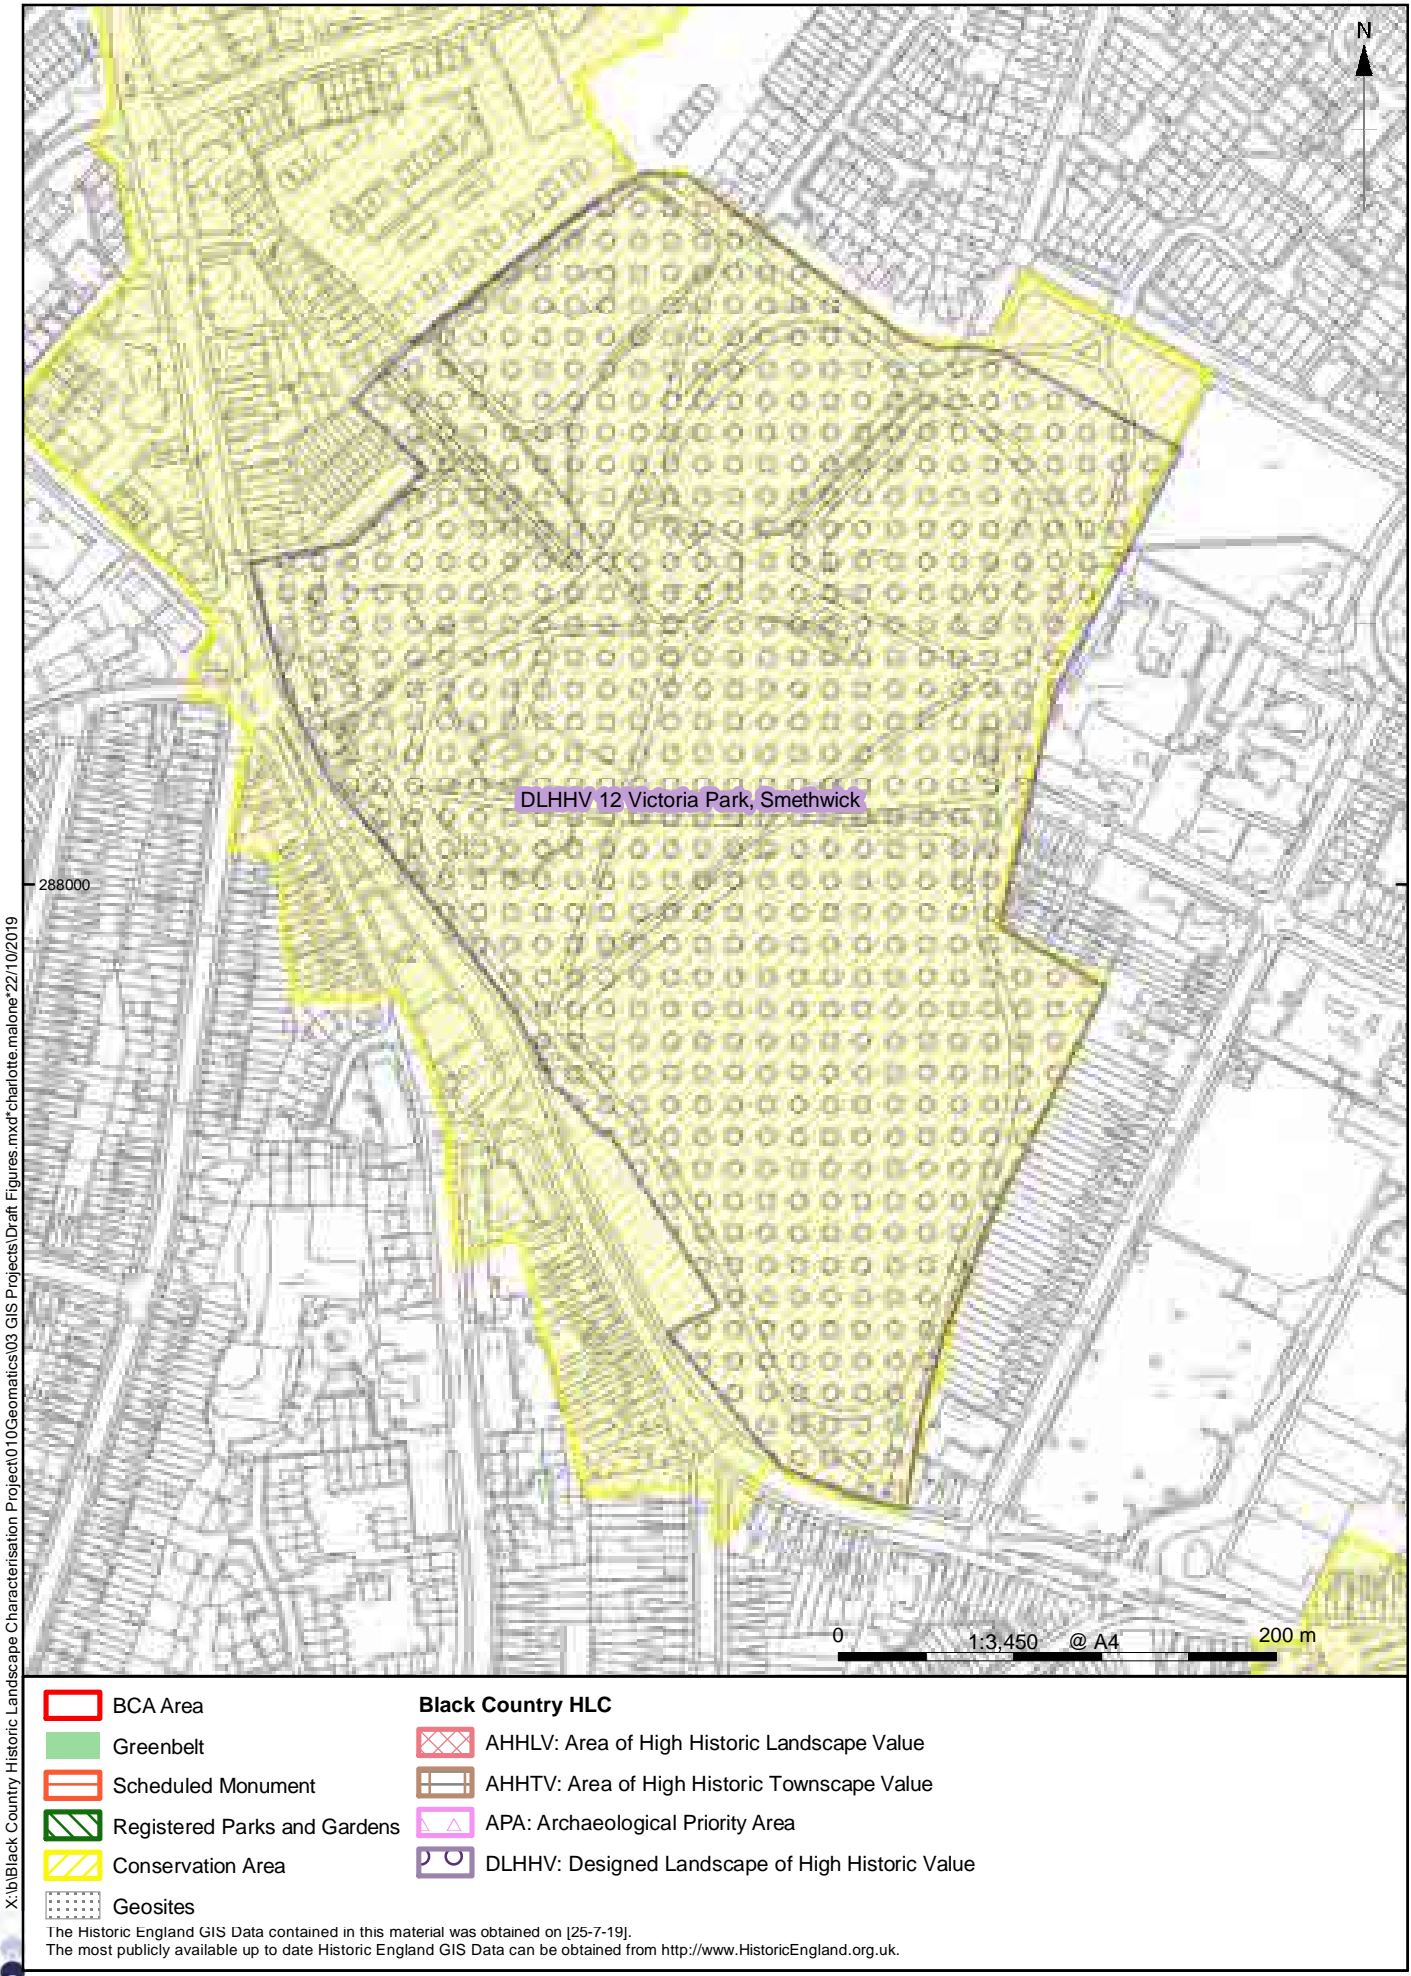 N
DLHHV 12 Victoria Park, Smethwick
288000
X:\b\Black Country Historic Landscape Characterisation Project\010Geomatics\03 GIS Projects\Draft Figures.mxd*charlotte.malone*22/10/2019
0 1:3,450 @ A4 200 m
BCA Area
Greenbelt
Scheduled Monument
Registered Parks and Gardens
Conservation Area
Geosites
Black Country HLC
AHHLV: Area of High Historic Landscape Value
AHHTV: Area of High Historic Townscape Value
APA: Archaeological Priority Area
DLHHV: Designed Landscape of High Historic Value
The Historic England GIS Data contained in this material was obtained on [25-7-19].
The most publicly available up to date Historic England GIS Data can be obtained from http://www.HistoricEngland.org.uk.